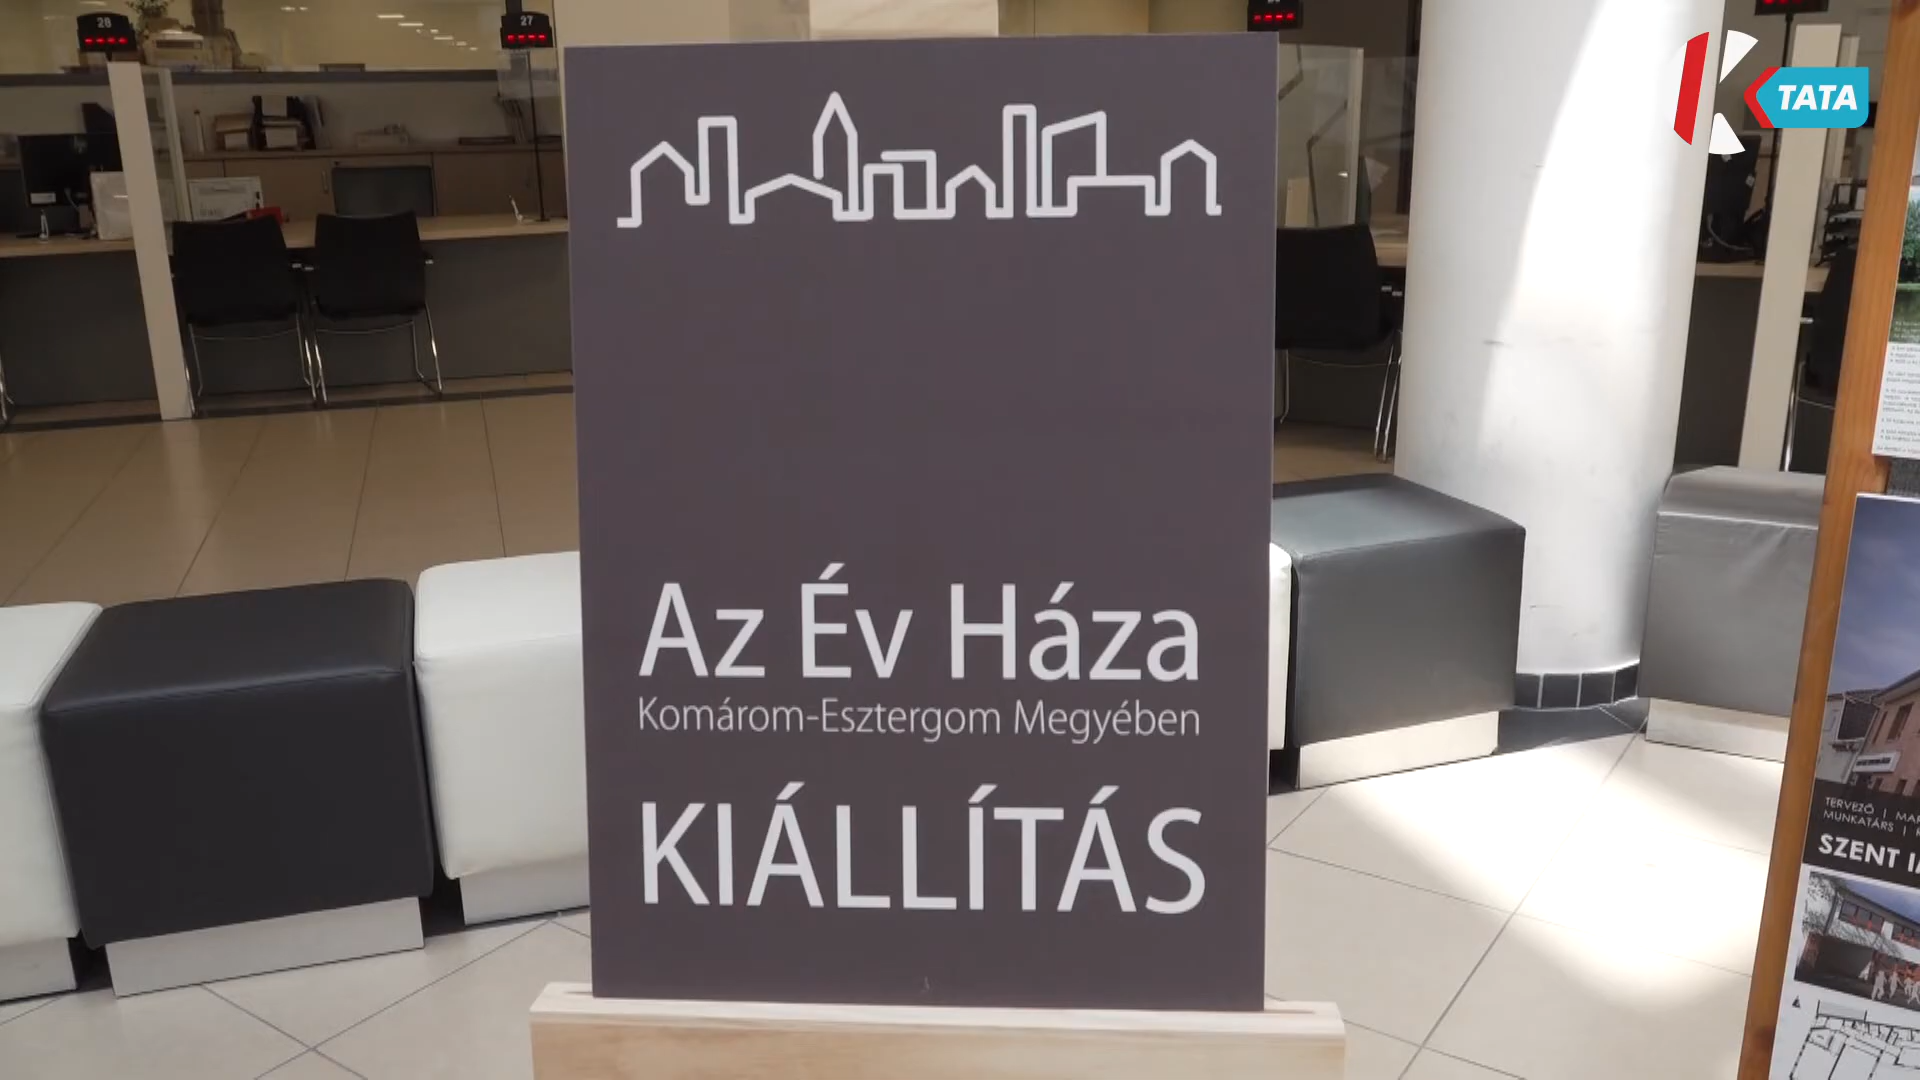 28
27
TATA
Az Év Háza
Komárom-Esztergom Megyében
KIÁLLÍTÁS
TERVEZŐ |
MUNKATÁRS |
SZENT